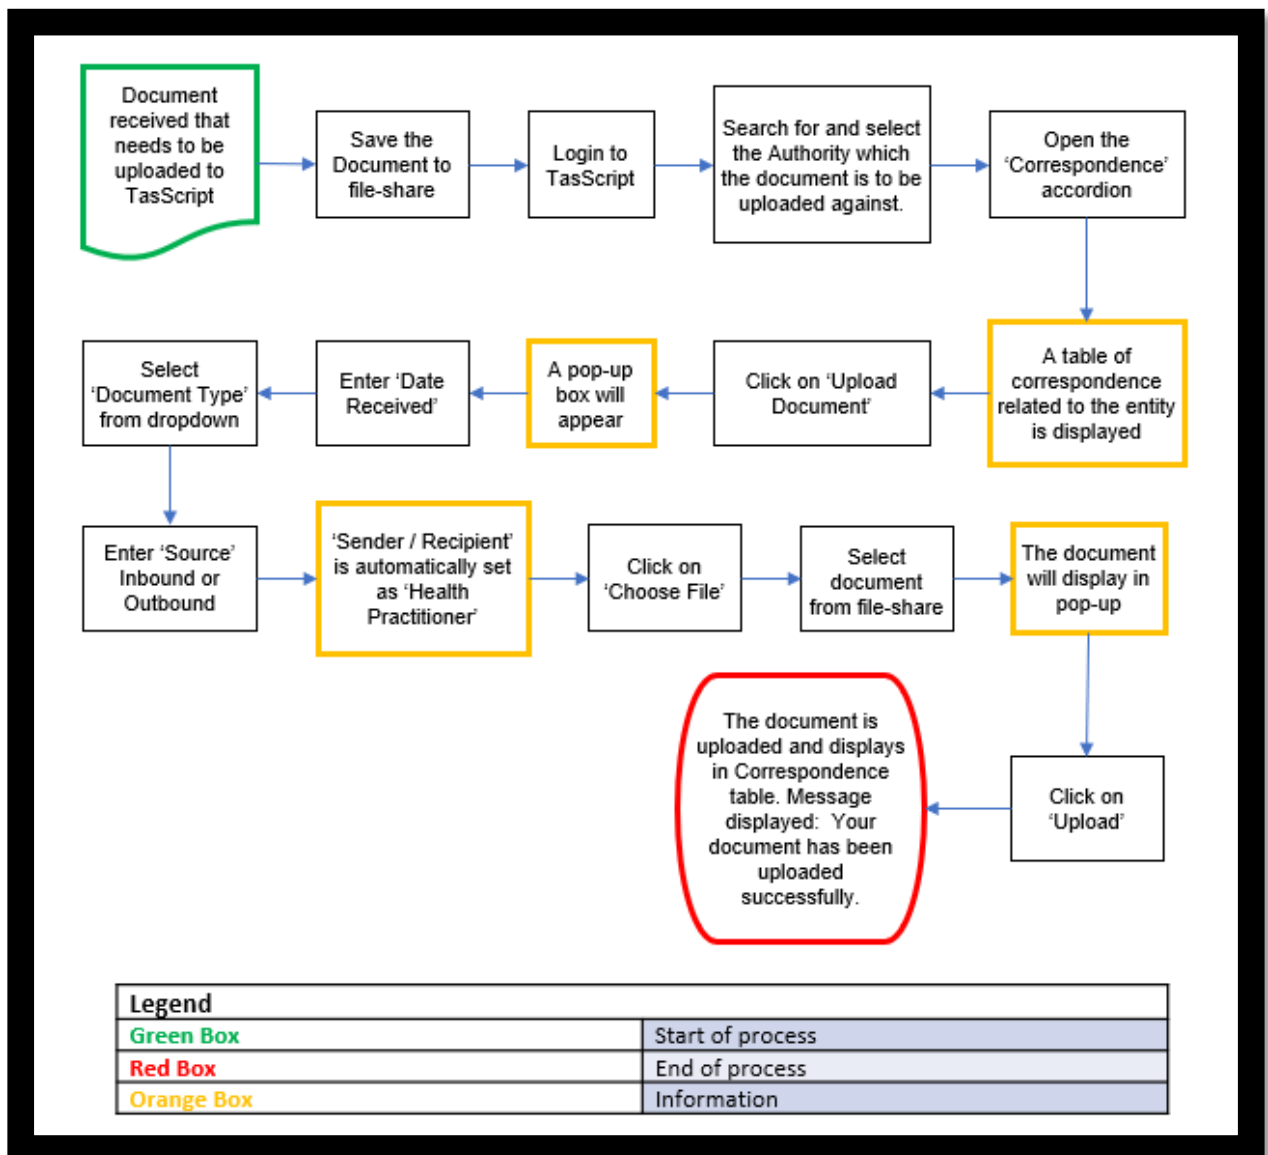 Document
received that
needs to be
uploaded to
TasScript
Save the
Document to
file-share
Login to
TasScript
Search for and select
the Authority which
the document is to be
uploaded against.
Open the
‘Correspondence’
accordion
A table of
correspondence
related to the entity
is displayed
Click on ‘Upload
Document’
A pop-up
box will
appear
Enter ‘Date
Received’
Select
‘Document Type’
from dropdown
Enter ‘Source’
Inbound or
Outbound
‘Sender / Recipient’
is automatically set
as ‘Health
Practitioner’
Click on
‘Choose File’
Select
document
from file-share
The document
will display in
pop-up
Click on
‘Upload’
The document is
uploaded and displays
in Correspondence
table. Message
displayed:  Your
document has been
uploaded
successfully.
Legend
Green Box Start of process
Red Box End of process
Orange Box Information